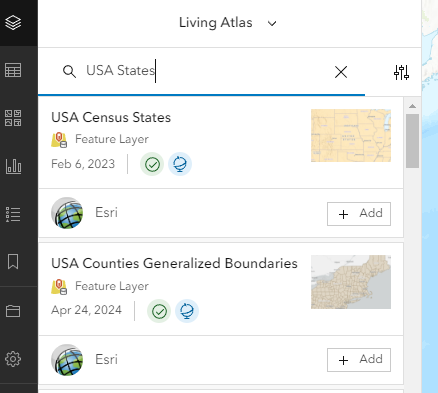 Living Atlas
USA States
USA Census States
Feature Layer
Feb 6, 2023
Esri
+ Add
USA Counties Generalized Boundaries
Feature Layer
Apr 24, 2024
Esri
+ Add